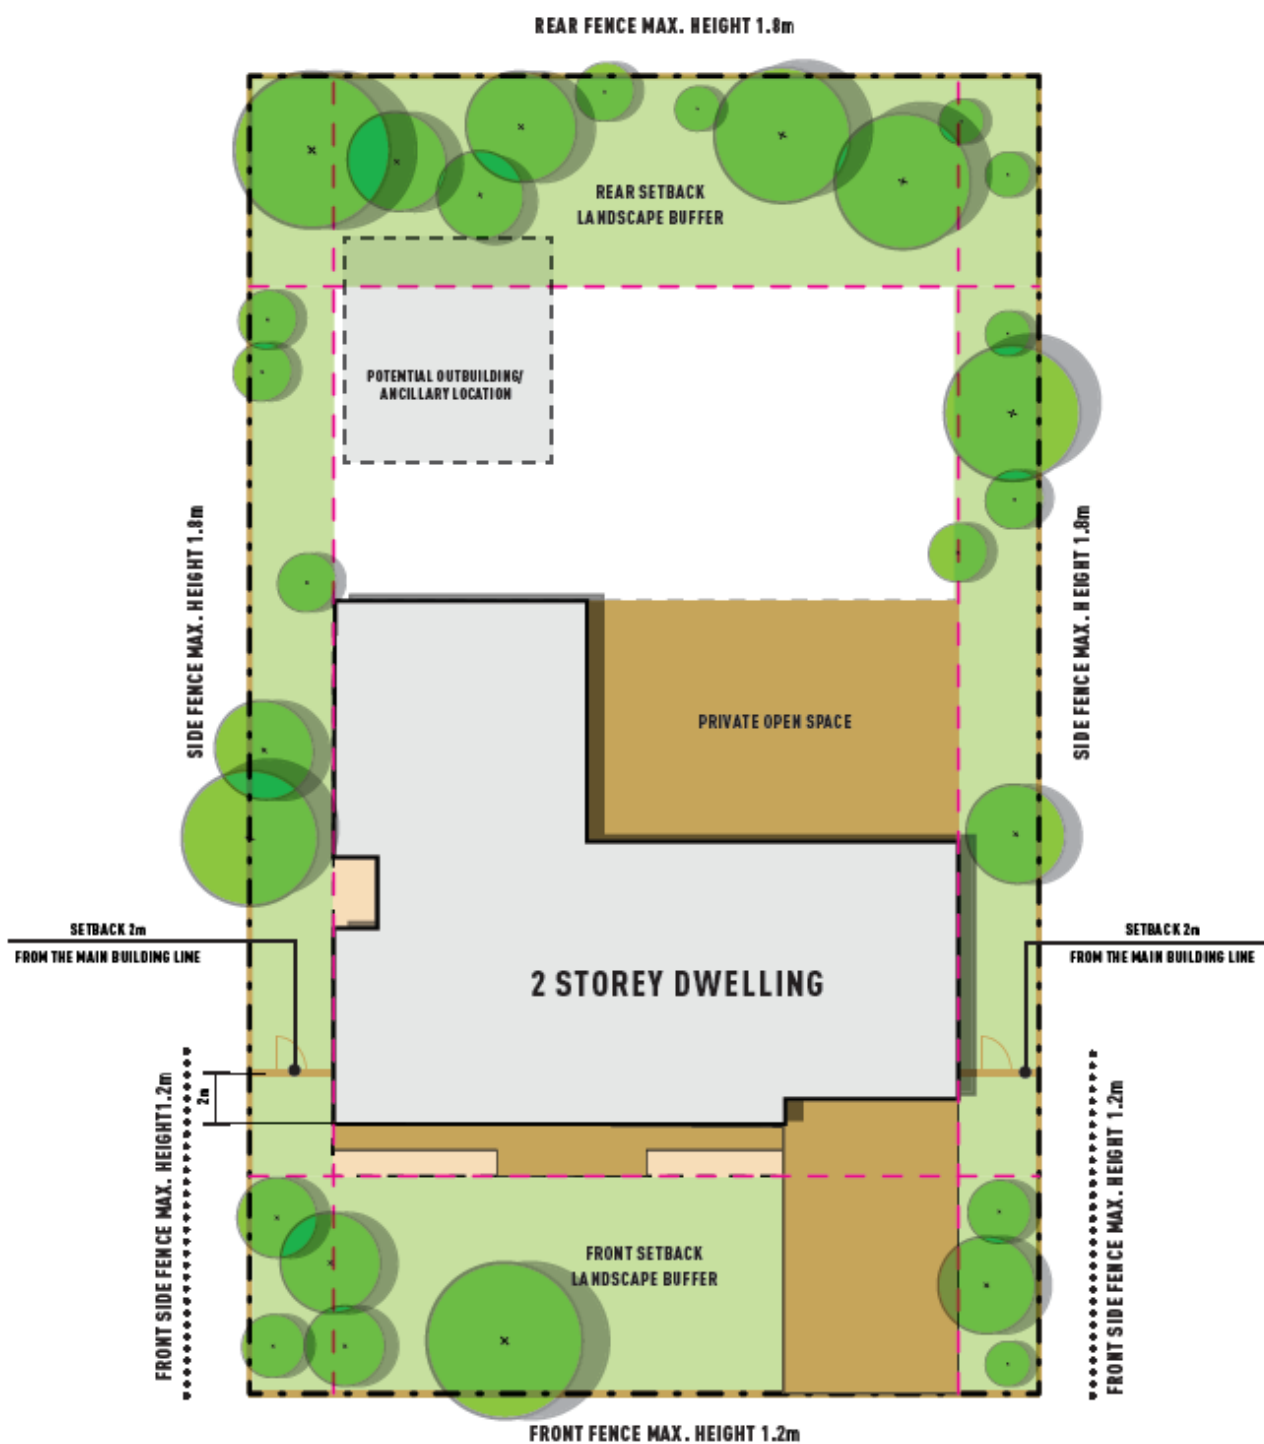 REAR FENCE MAX. HEIGHT 1.8m
REAR SETBACK
LANDSCAPE BUFFER
POTENTIAL OUTBUILDING/
ANCILLARY LOCATION
SIDE FENCE MAX. HEIGHT 1.8m
SIDE FENCE MAX. HEIGHT 1.8m
PRIVATE OPEN SPACE
SETBACK 2m
FROM THE MAIN BUILDING LINE
SETBACK 2m
FROM THE MAIN BUILDING LINE
2 STOREY DWELLING
2m
FRONT SIDE FENCE MAX. HEIGHT1.2m
FRONT SIDE FENCE MAX. HEIGHT 1.2m
FRONT SETBACK
LANDSCAPE BUFFER
FRONT FENCE MAX. HEIGHT 1.2m